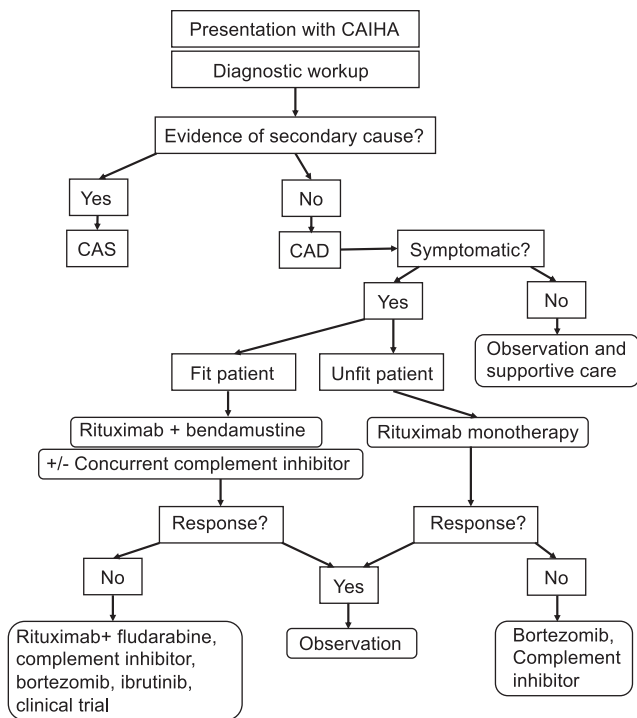 Presentation with CAIHA
Diagnostic workup
Evidence of secondary cause?
Yes
No
CAS
CAD
Symptomatic?
Yes
No
Observation and
supportive care
Fit patient
Unfit patient
Rituximab + bendamustine
+/- Concurrent complement inhibitor
Rituximab monotherapy
Response?
Response?
No
Yes
No
Rituximab+ fludarabine,
complement inhibitor,
bortezomib, ibrutinib,
clinical trial
Observation
Bortezomib,
Complement
inhibitor